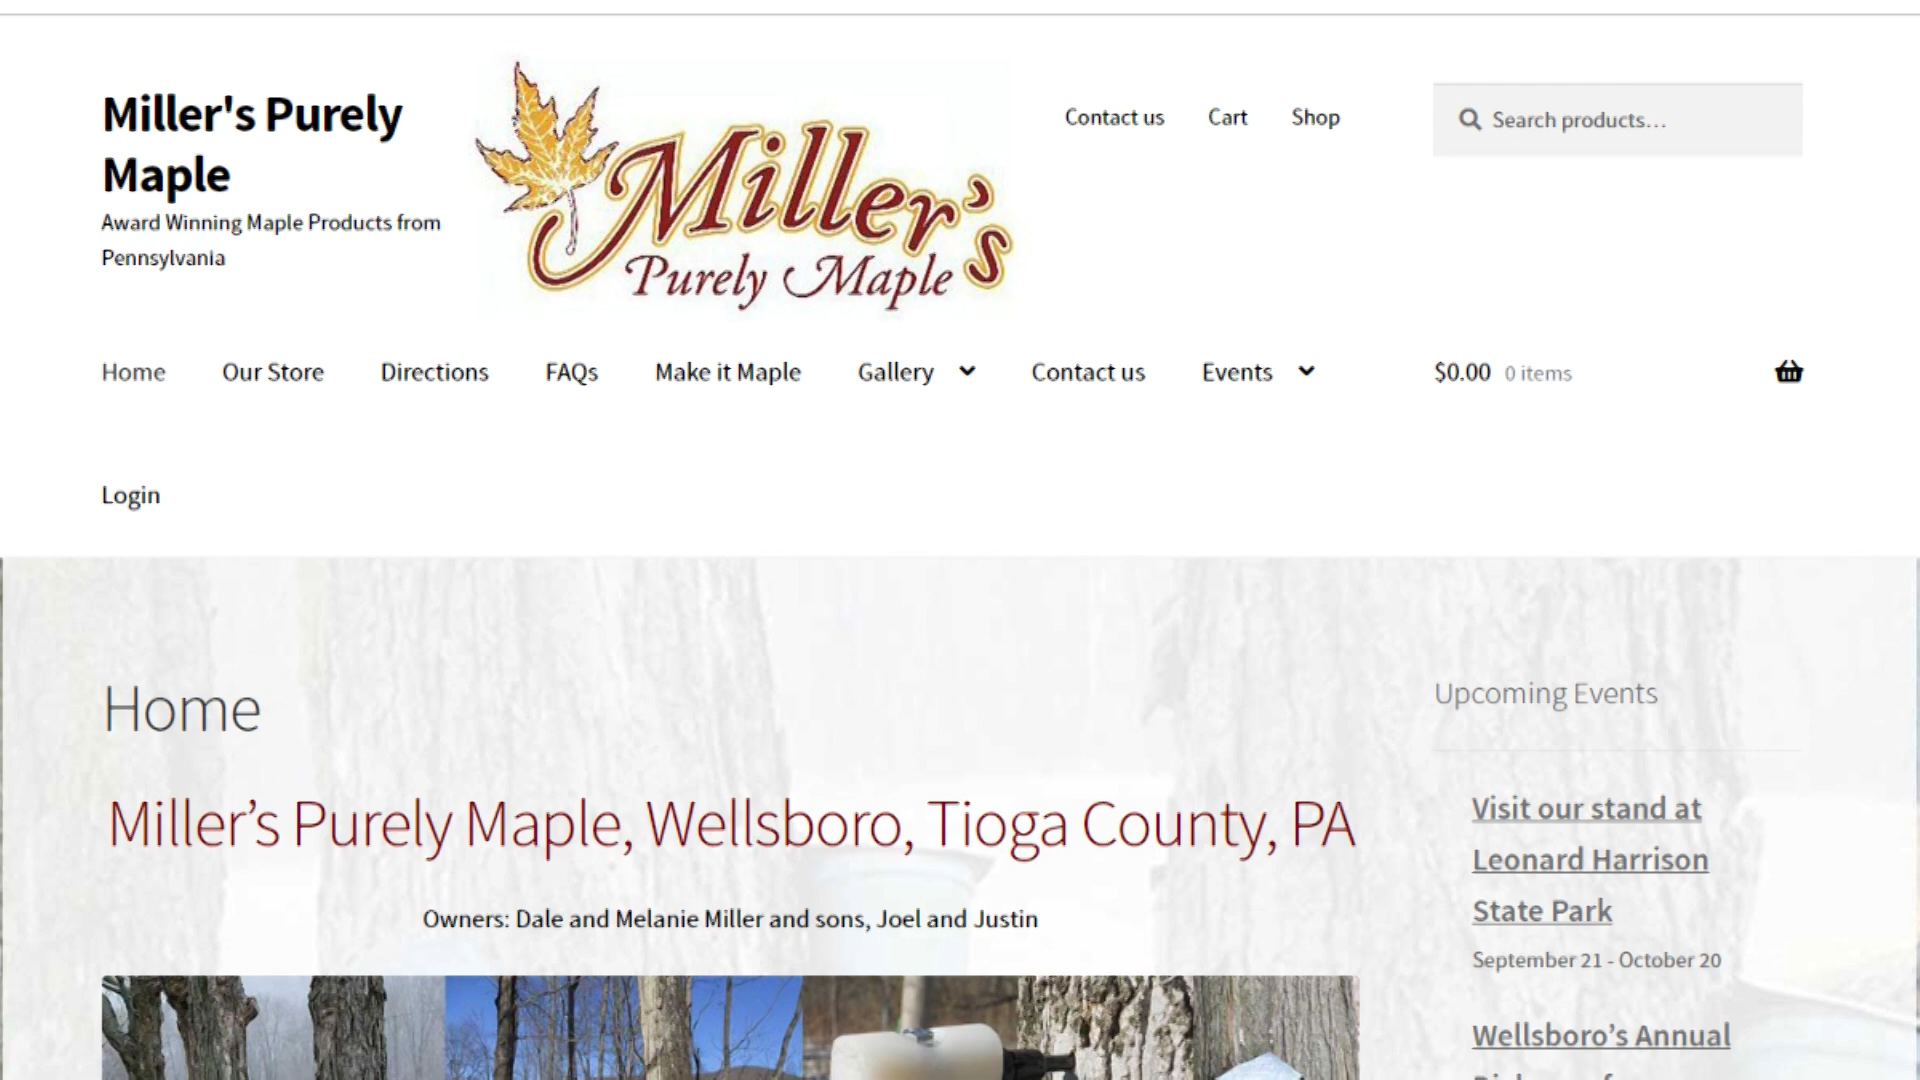 Miller's Purely
Maple
Award Winning Maple Products from
Pennsylvania
Miller's
Purely Maple
Contact us
Cart
Shop
Search products…
Home
Our Store
Directions
FAQs
Make it Maple
Gallery
Contact us
Events
$0.00 0 items
Login
Home
Miller’s Purely Maple, Wellsboro, Tioga County, PA
Owners: Dale and Melanie Miller and sons, Joel and Justin
Upcoming Events
Visit our stand at
Leonard Harrison
State Park
September 21 - October 20
Wellsboro’s Annual